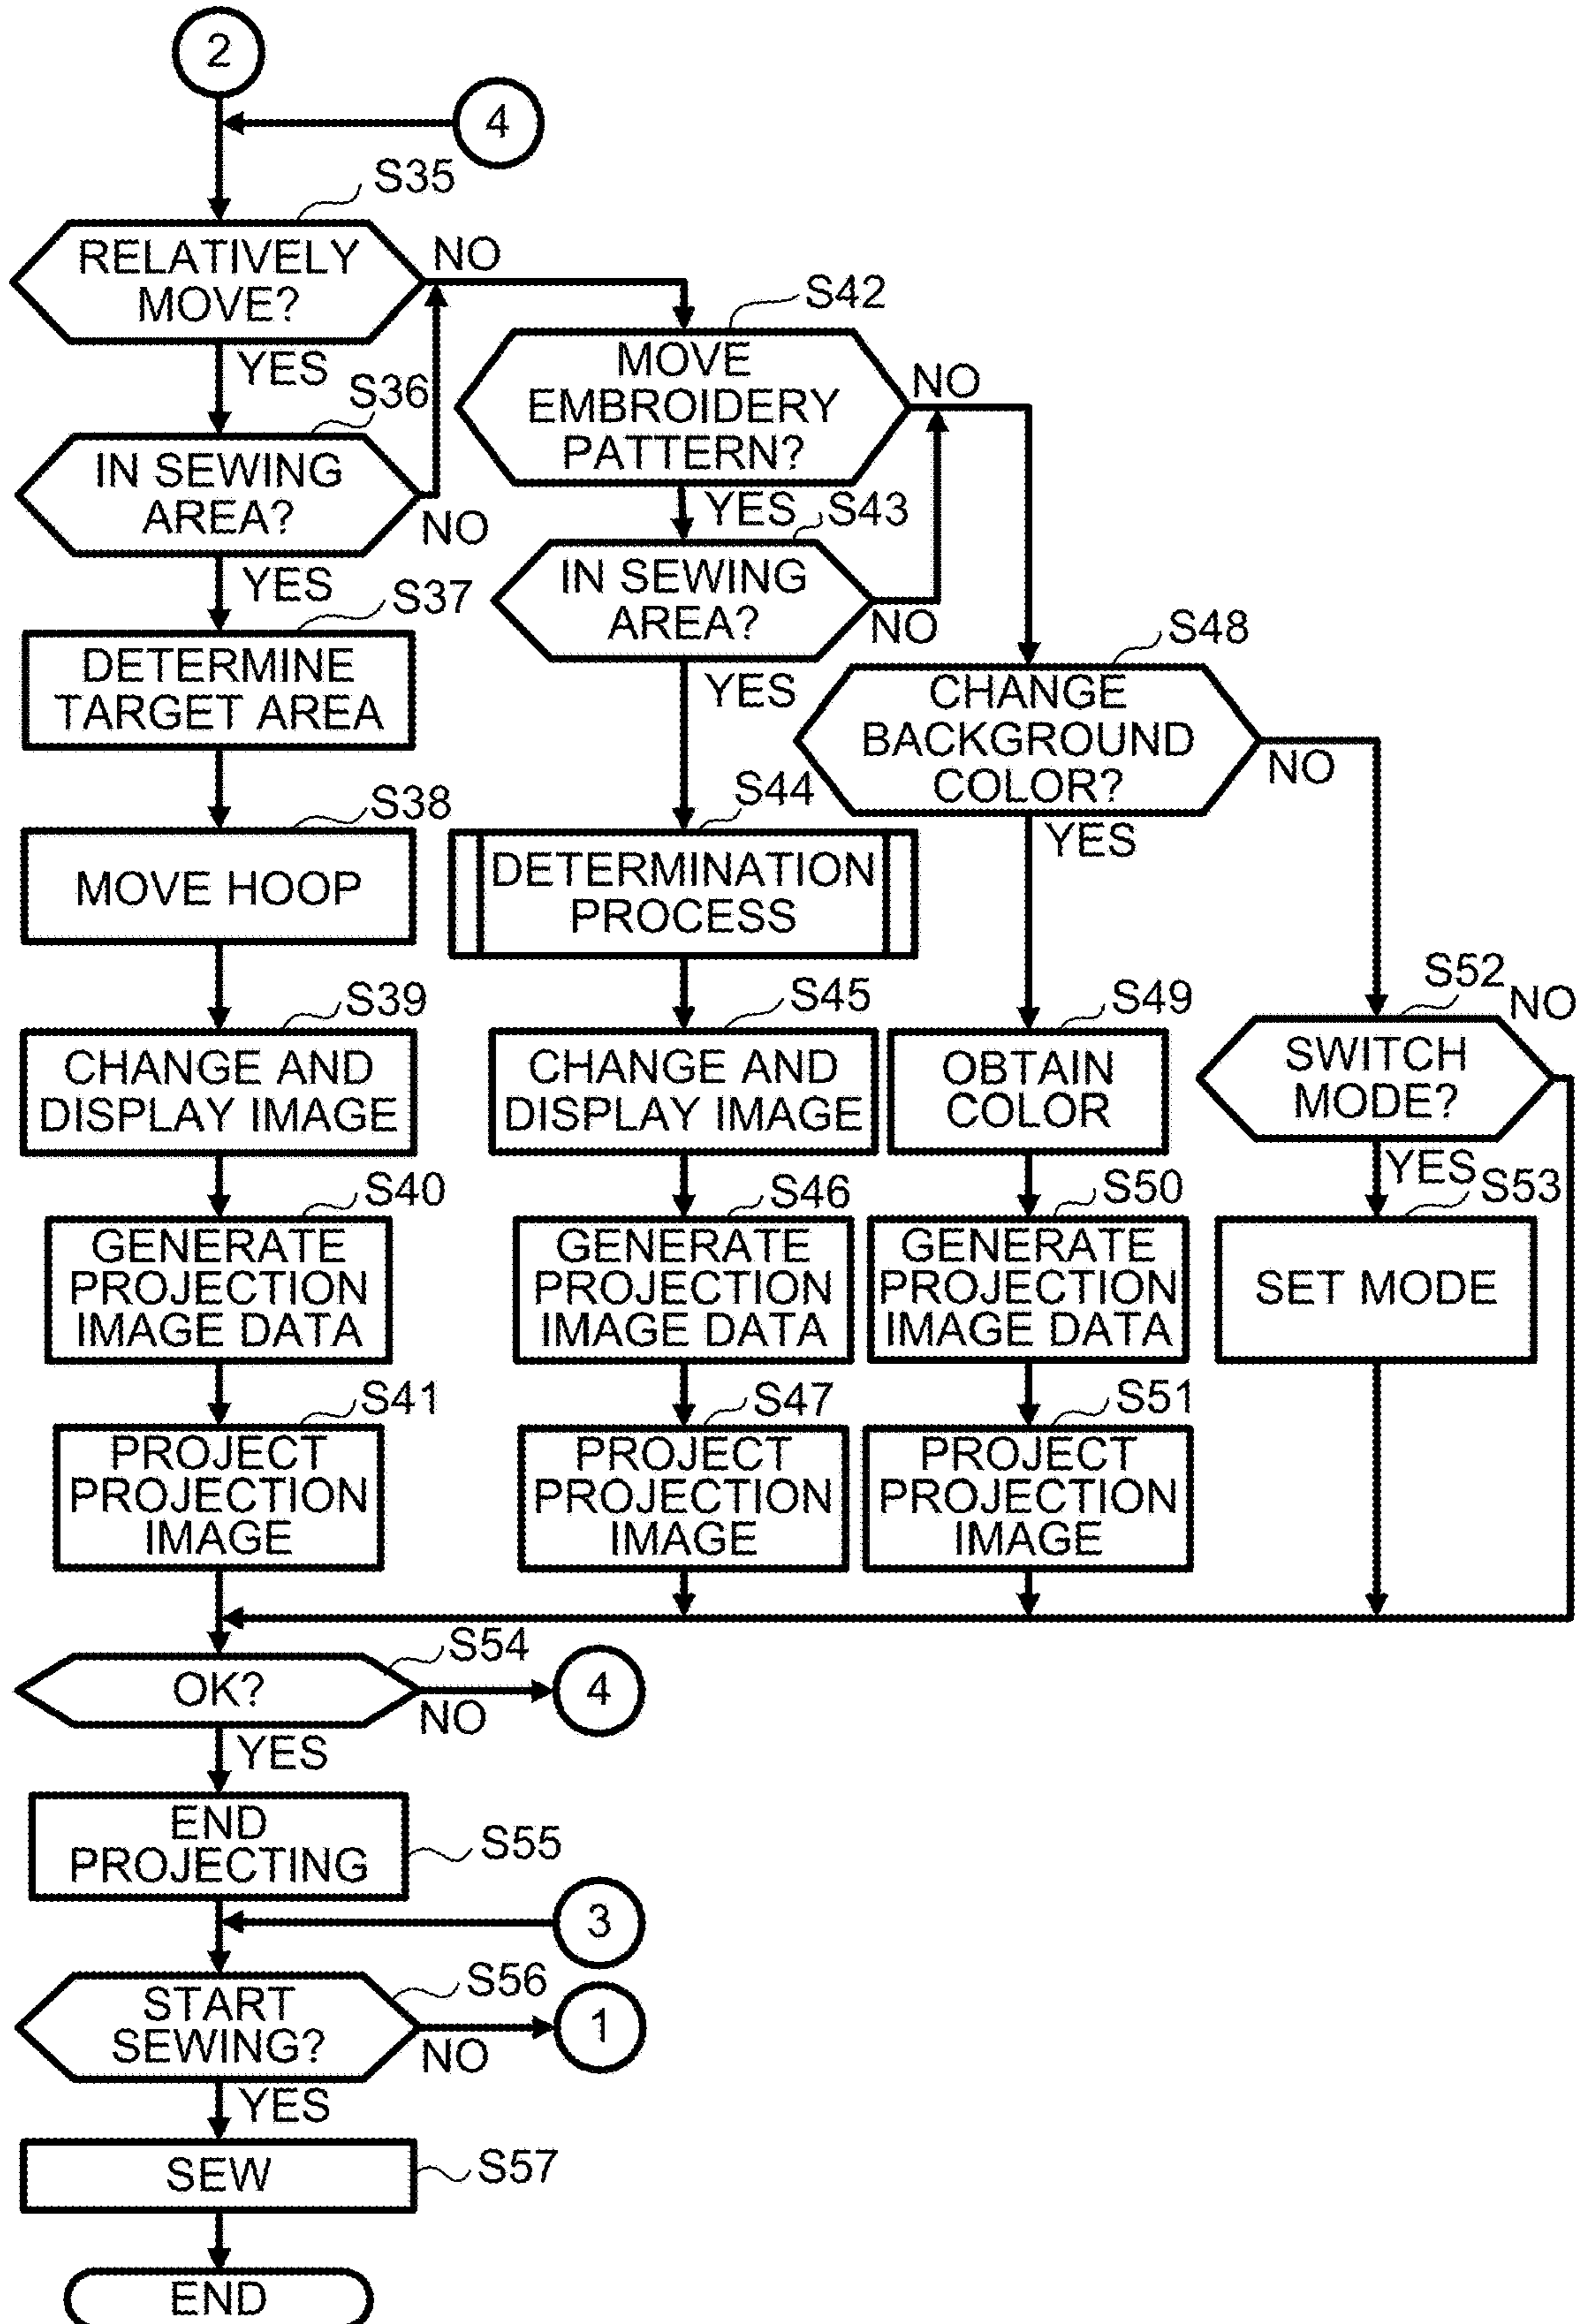 2
4
S35
RELATIVELY
MOVE?
NO
YES
S36
IN SEWING
AREA?
NO
YES
S37
DETERMINE
TARGET AREA
S38
MOVE HOOP
S39
CHANGE AND
DISPLAY IMAGE
S40
GENERATE
PROJECTION
IMAGE DATA
S41
PROJECT
PROJECTION
IMAGE
S42
MOVE
EMBROIDERY
PATTERN?
NO
YES
S43
IN SEWING
AREA?
NO
YES
S44
DETERMINATION
PROCESS
S45
CHANGE AND
DISPLAY IMAGE
S46
GENERATE
PROJECTION
IMAGE DATA
S47
PROJECT
PROJECTION
IMAGE
S48
CHANGE
BACKGROUND
COLOR?
NO
YES
S49
OBTAIN
COLOR
S50
GENERATE
PROJECTION
IMAGE DATA
S51
PROJECT
PROJECTION
IMAGE
S52
NO
SWITCH
MODE?
YES
S53
SET MODE
S54
OK?
NO
4
YES
END
PROJECTING
S55
3
S56
START
SEWING?
NO
1
YES
SEW
S57
END